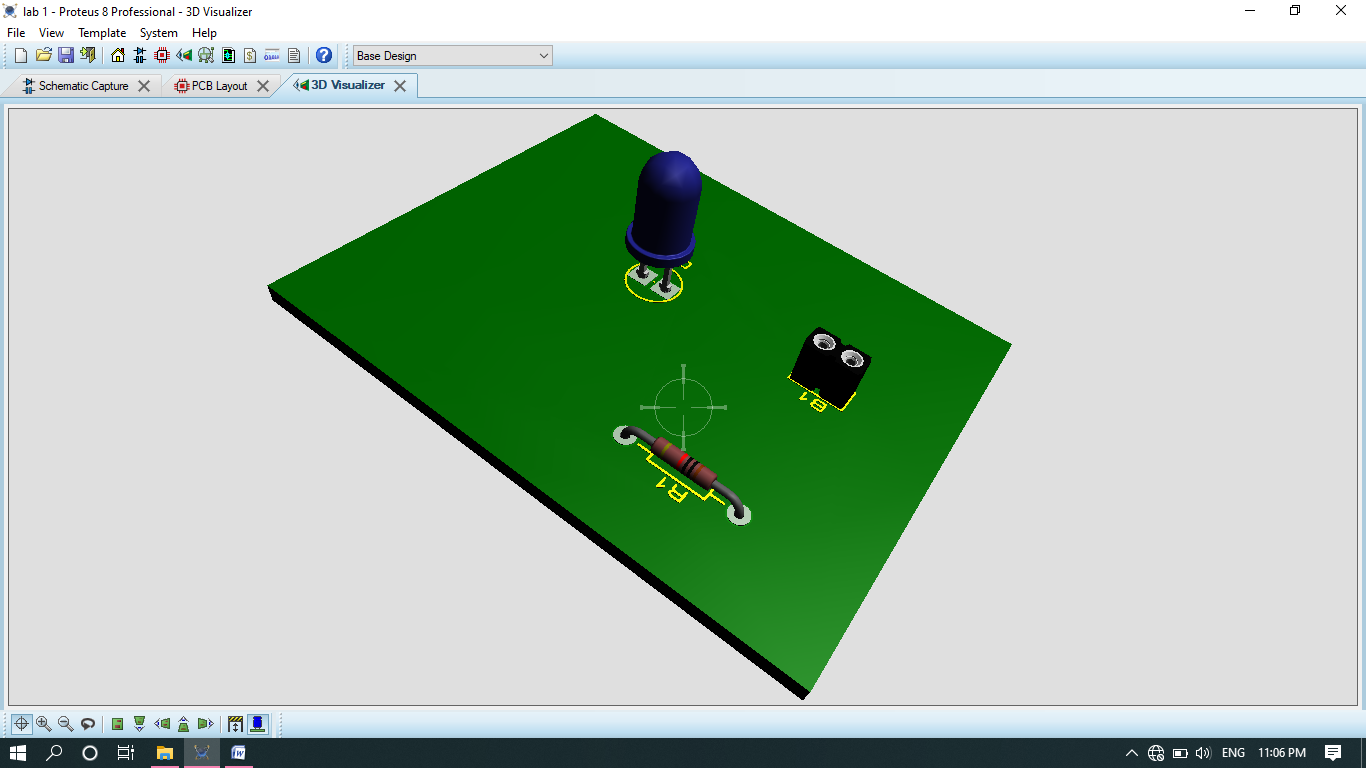 lab 1 - Proteus 8 Professional - 3D Visualizer
File View Template System Help
Base Design
Schematic Capture
PCB Layout
3D Visualizer
B1
R1
ENG 11:06 PM